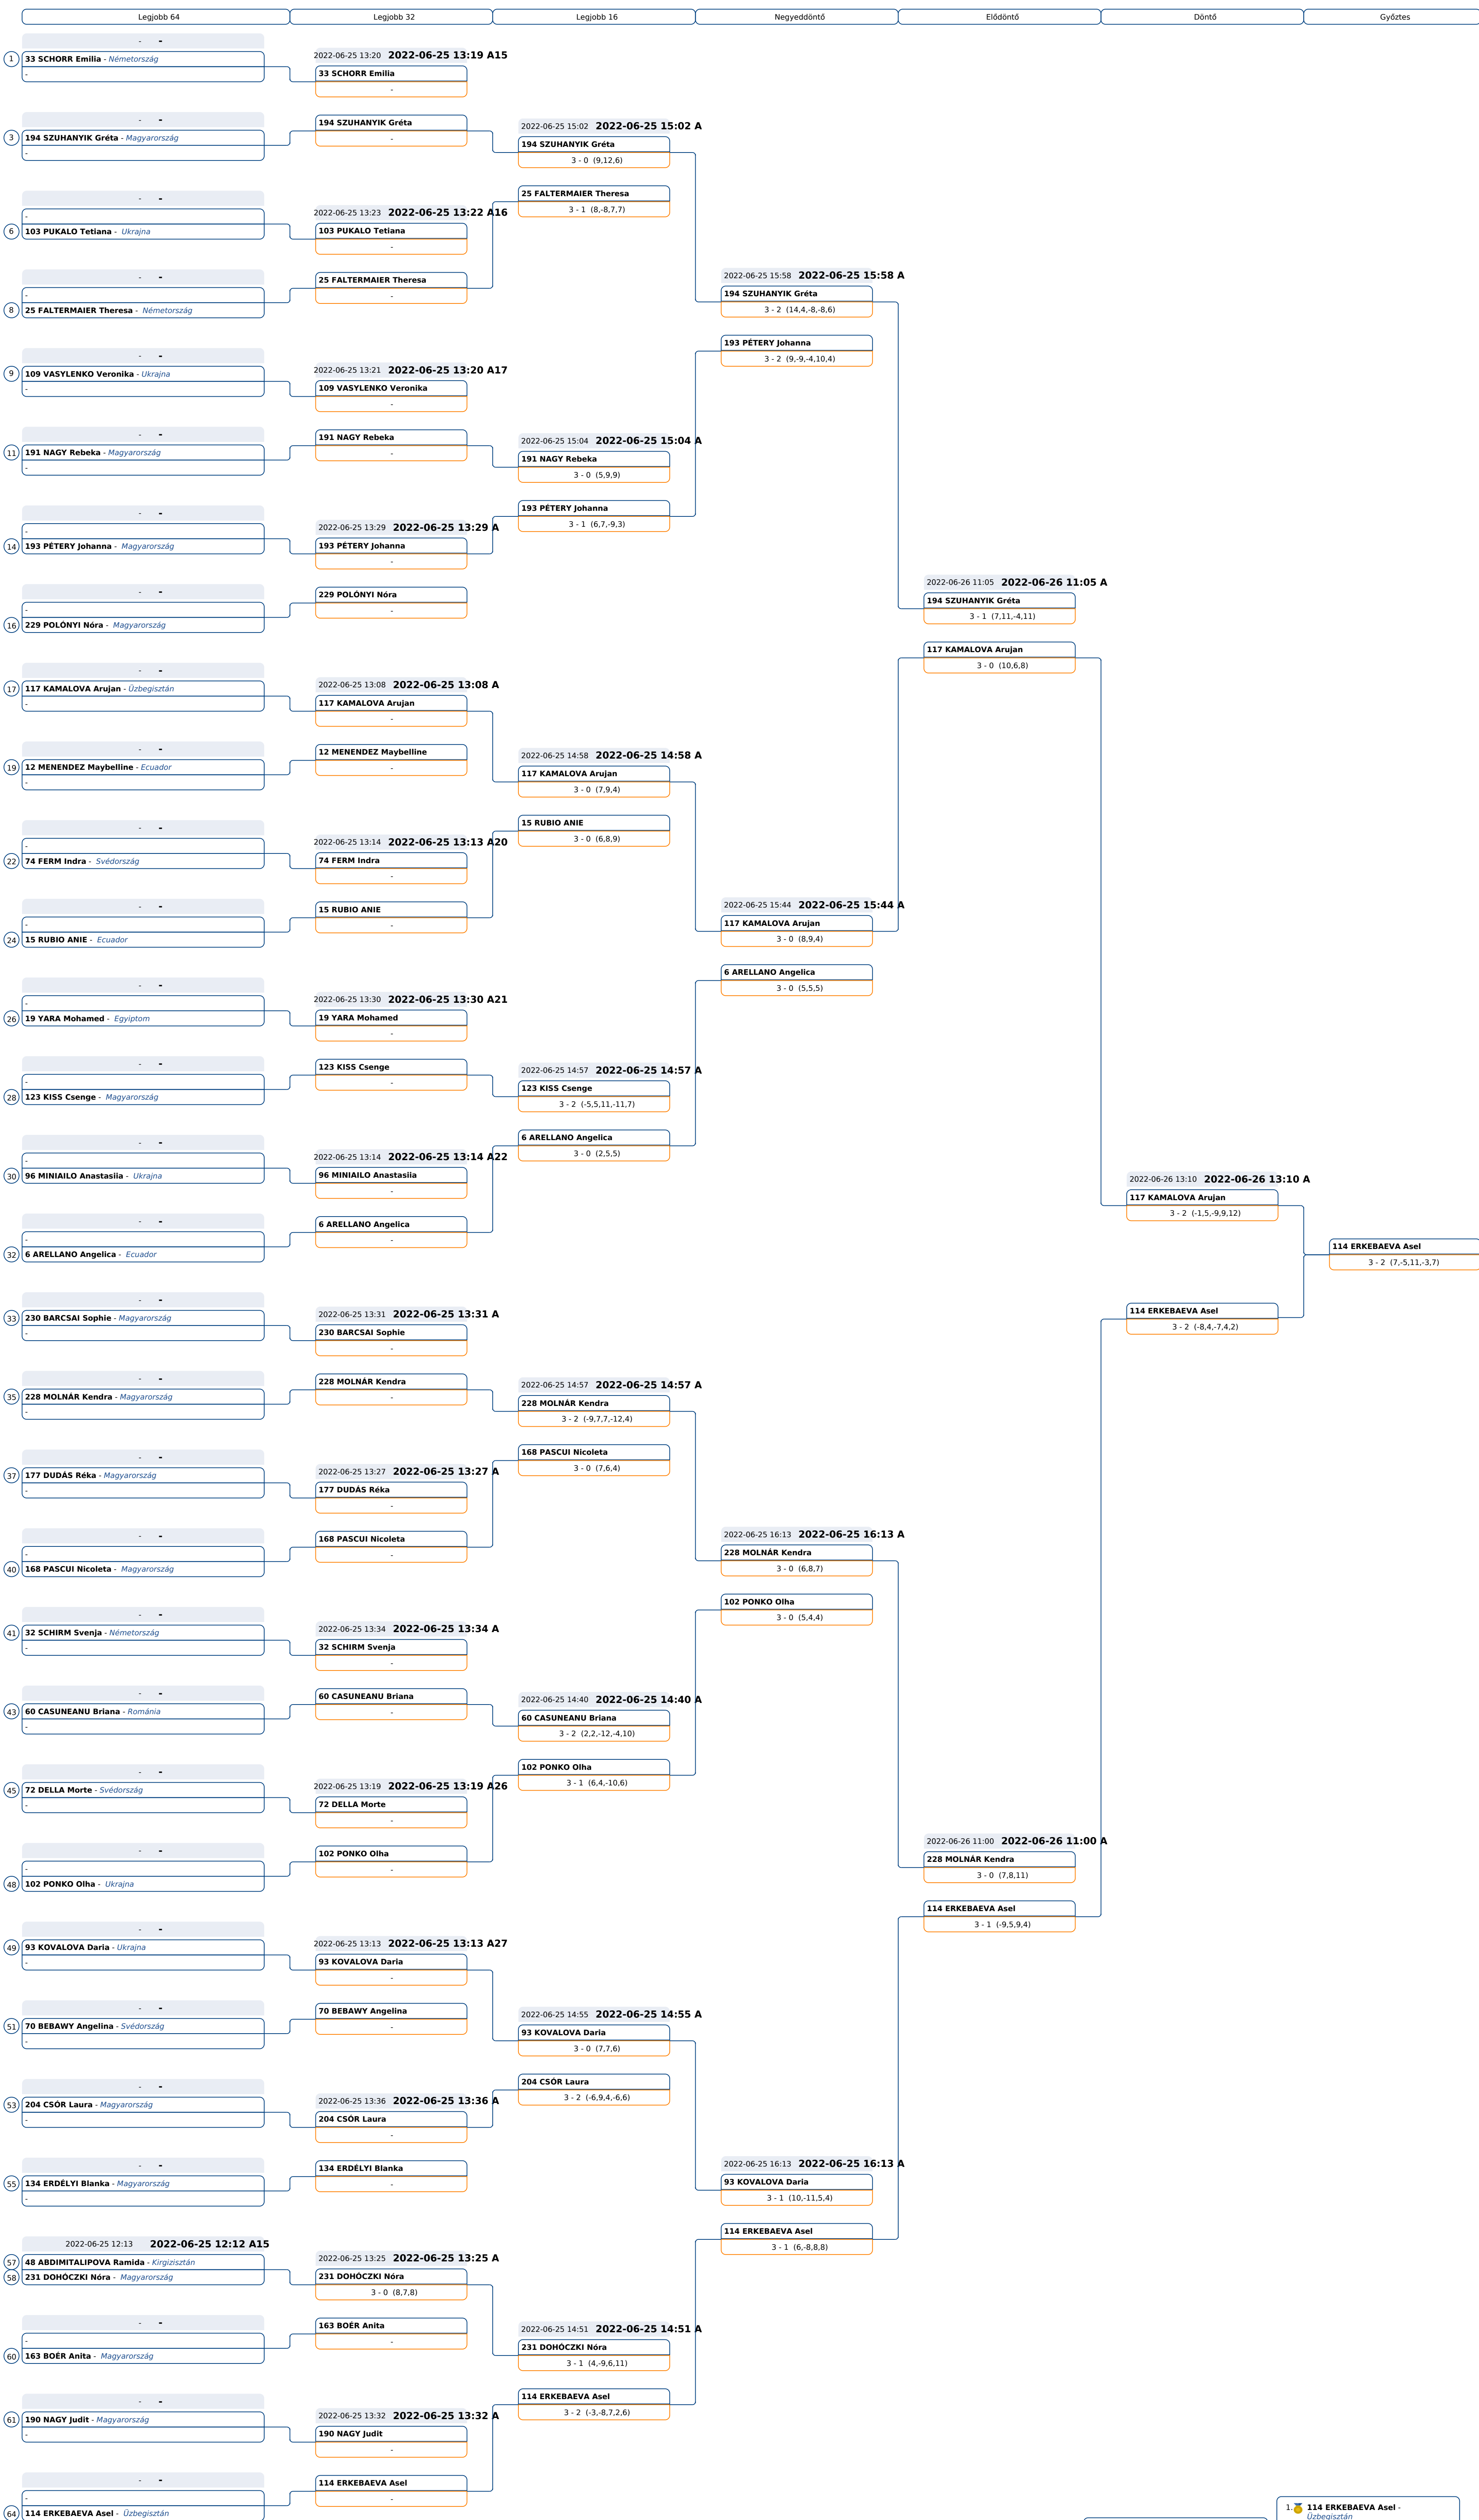 Legjobb 64
Legjobb 32
Legjobb 16
Negyeddöntő
Elődöntő
Döntő
Győztes
- -
1
33 SCHORR Emilia - Németország
-
- -
3
194 SZUHANYIK Gréta - Magyarország
-
- -
-
6
103 PUKALO Tetiana - Ukrajna
- -
-
8
25 FALTERMAIER Theresa - Németország
- -
9
109 VASYLENKO Veronika - Ukrajna
-
- -
11
191 NAGY Rebeka - Magyarország
-
- -
-
14
193 PÉTERY Johanna - Magyarország
- -
-
16
229 POLÓNYI Nóra - Magyarország
- -
17
117 KAMALOVA Arujan - Üzbegisztán
-
- -
19
12 MENENDEZ Maybelline - Ecuador
-
- -
-
22
74 FERM Indra - Svédország
- -
-
24
15 RUBIO ANIE - Ecuador
- -
-
26
19 YARA Mohamed - Egyiptom
- -
-
28
123 KISS Csenge - Magyarország
- -
-
30
96 MINIAILO Anastasiia - Ukrajna
- -
-
32
6 ARELLANO Angelica - Ecuador
- -
33
230 BARCSAI Sophie - Magyarország
-
- -
35
228 MOLNÁR Kendra - Magyarország
-
- -
37
177 DUDÁS Réka - Magyarország
-
- -
-
40
168 PASCUI Nicoleta - Magyarország
- -
41
32 SCHIRM Svenja - Németország
-
- -
43
60 CASUNEANU Briana - Románia
-
- -
45
72 DELLA Morte - Svédország
-
- -
-
48
102 PONKO Olha - Ukrajna
- -
49
93 KOVALOVA Daria - Ukrajna
-
- -
51
70 BEBAWY Angelina - Svédország
-
- -
53
204 CSÓR Laura - Magyarország
-
- -
55
134 ERDÉLYI Blanka - Magyarország
-
2022-06-25 12:13 2022-06-25 12:12 A15
57
48 ABDIMITALIPOVA Ramida - Kirgizisztán
58
231 DOHÓCZKI Nóra - Magyarország
- -
-
60
163 BOÉR Anita - Magyarország
- -
61
190 NAGY Judit - Magyarország
-
- -
-
64
114 ERKEBAEVA Asel - Üzbegisztán
2022-06-25 13:20 2022-06-25 13:19 A15
33 SCHORR Emilia
-
194 SZUHANYIK Gréta
-
2022-06-25 13:23 2022-06-25 13:22 A16
103 PUKALO Tetiana
-
25 FALTERMAIER Theresa
-
2022-06-25 13:21 2022-06-25 13:20 A17
109 VASYLENKO Veronika
-
191 NAGY Rebeka
-
2022-06-25 13:29 2022-06-25 13:29 A
193 PÉTERY Johanna
-
229 POLÓNYI Nóra
-
2022-06-25 13:08 2022-06-25 13:08 A
117 KAMALOVA Arujan
-
12 MENENDEZ Maybelline
-
2022-06-25 13:14 2022-06-25 13:13 A20
74 FERM Indra
-
15 RUBIO ANIE
-
2022-06-25 13:30 2022-06-25 13:30 A21
19 YARA Mohamed
-
123 KISS Csenge
-
2022-06-25 13:14 2022-06-25 13:14 A22
96 MINIAILO Anastasiia
-
6 ARELLANO Angelica
-
2022-06-25 13:31 2022-06-25 13:31 A
230 BARCSAI Sophie
-
228 MOLNÁR Kendra
-
2022-06-25 13:27 2022-06-25 13:27 A
177 DUDÁS Réka
-
168 PASCUI Nicoleta
-
2022-06-25 13:34 2022-06-25 13:34 A
32 SCHIRM Svenja
-
60 CASUNEANU Briana
-
2022-06-25 13:19 2022-06-25 13:19 A26
72 DELLA Morte
-
102 PONKO Olha
-
2022-06-25 13:13 2022-06-25 13:13 A27
93 KOVALOVA Daria
-
70 BEBAWY Angelina
-
2022-06-25 13:36 2022-06-25 13:36 A
204 CSÓR Laura
-
134 ERDÉLYI Blanka
-
2022-06-25 13:25 2022-06-25 13:25 A
231 DOHÓCZKI Nóra
3 - 0 (8,7,8)
163 BOÉR Anita
-
2022-06-25 13:32 2022-06-25 13:32 A
190 NAGY Judit
-
114 ERKEBAEVA Asel
-
2022-06-25 15:02 2022-06-25 15:02 A
194 SZUHANYIK Gréta
3 - 0 (9,12,6)
25 FALTERMAIER Theresa
3 - 1 (8,-8,7,7)
2022-06-25 15:04 2022-06-25 15:04 A
191 NAGY Rebeka
3 - 0 (5,9,9)
193 PÉTERY Johanna
3 - 1 (6,7,-9,3)
2022-06-25 14:58 2022-06-25 14:58 A
117 KAMALOVA Arujan
3 - 0 (7,9,4)
15 RUBIO ANIE
3 - 0 (6,8,9)
2022-06-25 14:57 2022-06-25 14:57 A
123 KISS Csenge
3 - 2 (-5,5,11,-11,7)
6 ARELLANO Angelica
3 - 0 (2,5,5)
2022-06-25 14:57 2022-06-25 14:57 A
228 MOLNÁR Kendra
3 - 2 (-9,7,7,-12,4)
168 PASCUI Nicoleta
3 - 0 (7,6,4)
2022-06-25 14:40 2022-06-25 14:40 A
60 CASUNEANU Briana
3 - 2 (2,2,-12,-4,10)
102 PONKO Olha
3 - 1 (6,4,-10,6)
2022-06-25 14:55 2022-06-25 14:55 A
93 KOVALOVA Daria
3 - 0 (7,7,6)
204 CSÓR Laura
3 - 2 (-6,9,4,-6,6)
2022-06-25 14:51 2022-06-25 14:51 A
231 DOHÓCZKI Nóra
3 - 1 (4,-9,6,11)
114 ERKEBAEVA Asel
3 - 2 (-3,-8,7,2,6)
2022-06-25 15:58 2022-06-25 15:58 A
194 SZUHANYIK Gréta
3 - 2 (14,4,-8,-8,6)
193 PÉTERY Johanna
3 - 2 (9,-9,-4,10,4)
2022-06-25 15:44 2022-06-25 15:44 A
117 KAMALOVA Arujan
3 - 0 (8,9,4)
6 ARELLANO Angelica
3 - 0 (5,5,5)
2022-06-25 16:13 2022-06-25 16:13 A
228 MOLNÁR Kendra
3 - 0 (6,8,7)
102 PONKO Olha
3 - 0 (5,4,4)
2022-06-25 16:13 2022-06-25 16:13 A
93 KOVALOVA Daria
3 - 1 (10,-11,5,4)
114 ERKEBAEVA Asel
3 - 1 (6,-8,8,8)
2022-06-26 11:05 2022-06-26 11:05 A
194 SZUHANYIK Gréta
3 - 1 (7,11,-4,11)
117 KAMALOVA Arujan
3 - 0 (10,6,8)
2022-06-26 11:00 2022-06-26 11:00 A
228 MOLNÁR Kendra
3 - 0 (7,8,11)
114 ERKEBAEVA Asel
3 - 1 (-9,5,9,4)
2022-06-26 13:10 2022-06-26 13:10 A
117 KAMALOVA Arujan
3 - 2 (-1,5,-9,9,12)
114 ERKEBAEVA Asel
3 - 2 (-8,4,-7,4,2)
114 ERKEBAEVA Asel
3 - 2 (7,-5,11,-3,7)
1. 114 ERKEBAEVA Asel -
Üzbegisztán